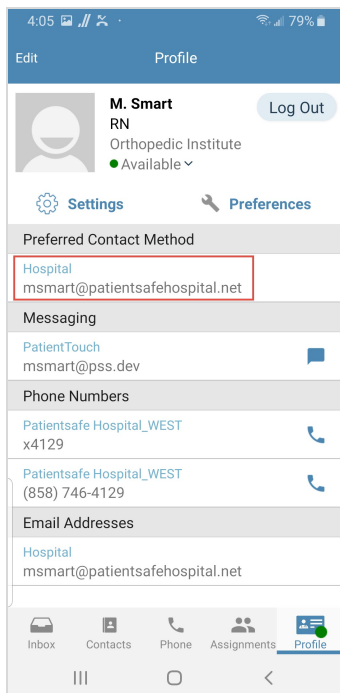 4:05 79%
Edit Profile
M. Smart
RN
Log Out
Orthopedic Institute
Available
Settings Preferences
Preferred Contact Method
Hospital
msmart@patientsafehospital.net
Messaging
PatientTouch
msmart@pss.dev
Phone Numbers
Patientsafe Hospital_WEST
x4129
Patientsafe Hospital_WEST
(858) 746-4129
Email Addresses
Hospital
msmart@patientsafehospital.net
Inbox Contacts Phone Assignments Profile